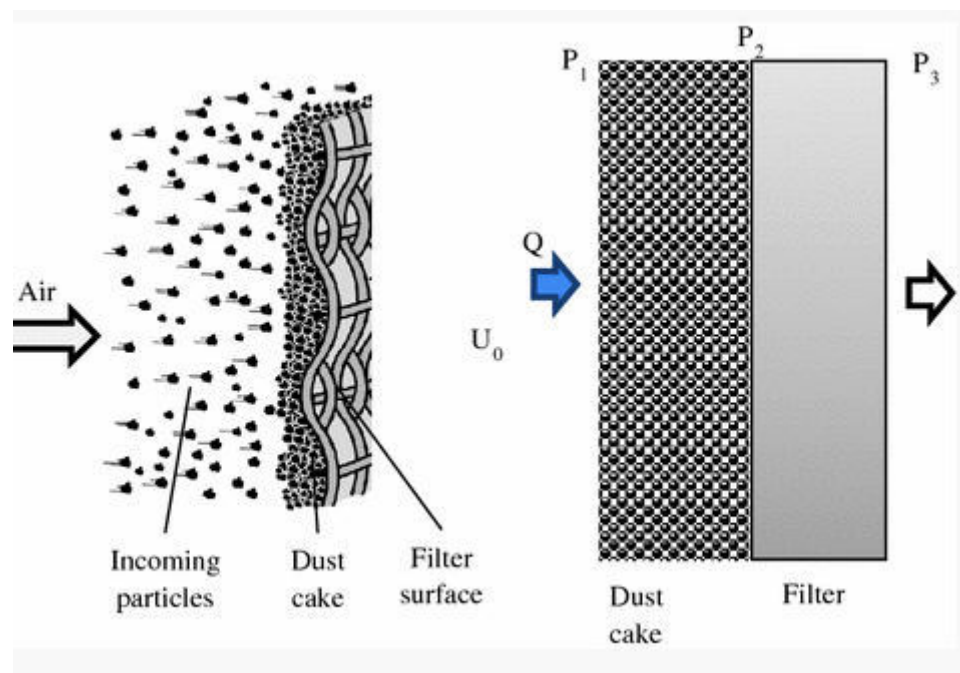 Air
Incoming
particles
Dust
cake
Filter
surface
Q
U0
P1
P2
P3
Dust
cake
Filter